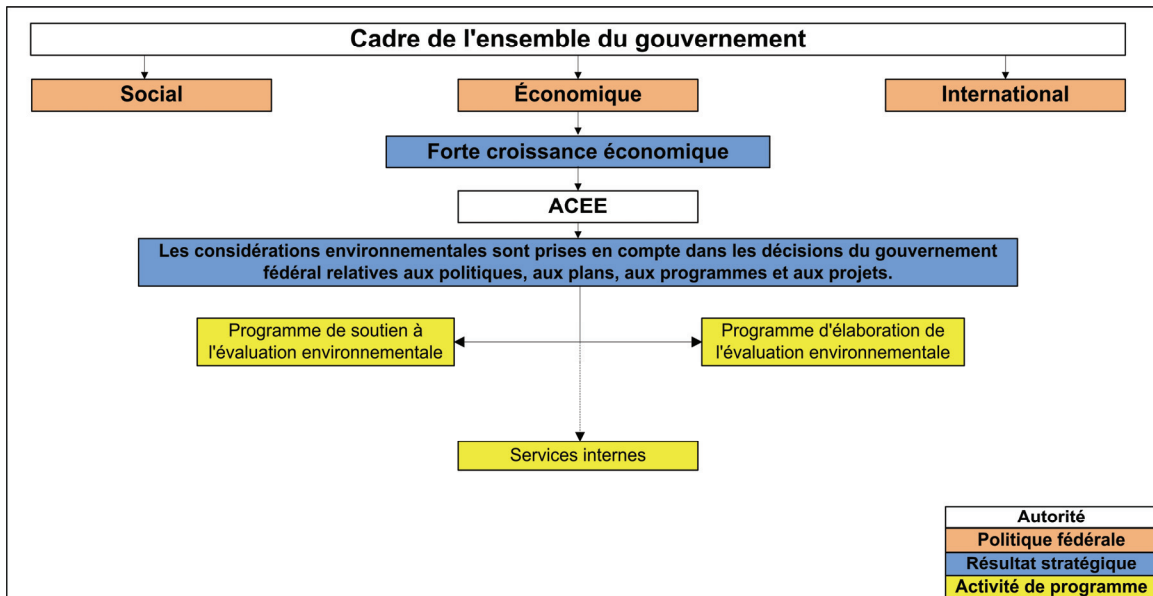 Cadre de l'ensemble du gouvernement
Social
Économique
International
Forte croissance économique
ACEE
Les considérations environnementales sont prises en compte dans les décisions du gouvernement
fédéral relatives aux politiques, aux plans, aux programmes et aux projets.
Programme de soutien à
l'évaluation environnementale
Programme d'élaboration de
l'évaluation environnementale
Services internes
Autorité
Politique fédérale
Résultat stratégique
Activité de programme